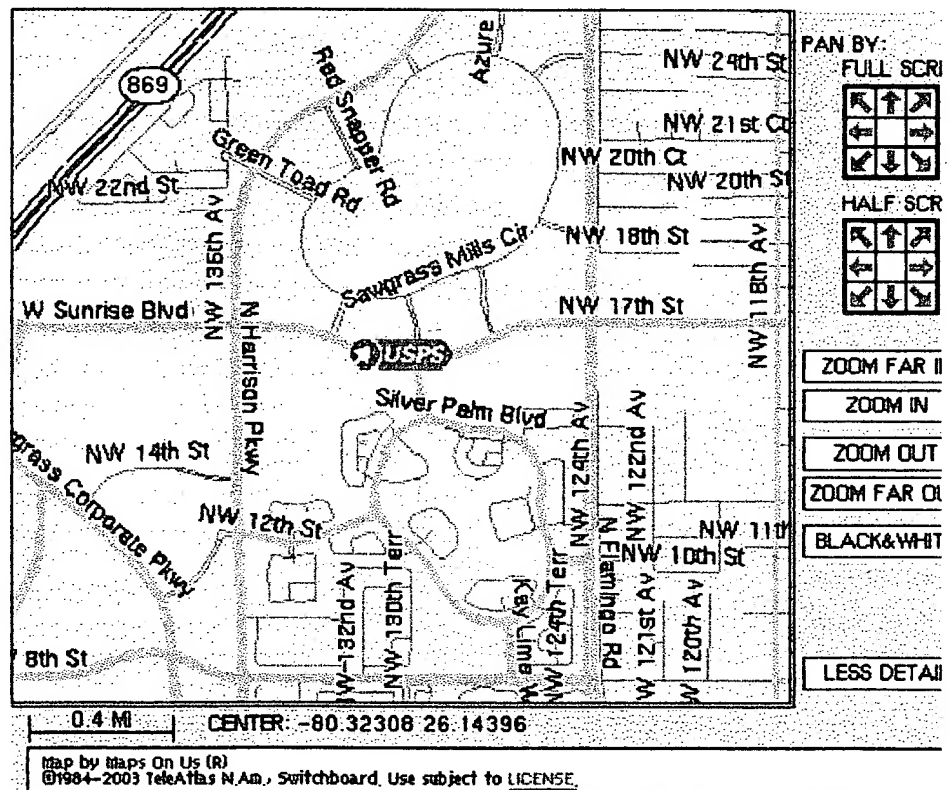 PAN BY:
FULL SCRE
869
Azure
NW 24th St
Red Snapper Rd
NW 21st Ct
Green Toad Rd
NW 20th Ct
NW 22nd St
NW 20th St
HALF SCR
NW 136th Av
NW 18th St
NW 118th Av
Sawgrass Mills Cir
W Sunrise Blvd
NW 17th St
N Harrison Pkwy
USPS
ZOOM FAR I
Silver Palm Blvd
ZOOM IN
NW 124th Av
NW 122nd Av
NW 14th St
ZOOM OUT
grass Corporate Pkwy
ZOOM FAR OU
NW 12th St
NW 11th
BLACK&WHIT
NW 10th St
N Flamingo Rd
W 132nd Av
NW 130th Terr
Key Lime
NW 124th Terr
W 121st Av
W 120th Av
8th St
LESS DETAI
0.4 MI
CENTER: -80.32308 26.14396
Map by Maps On Us (R)
©1984-2003 TeleAtlas N.Am., Switchboard. Use subject to LICENSE.